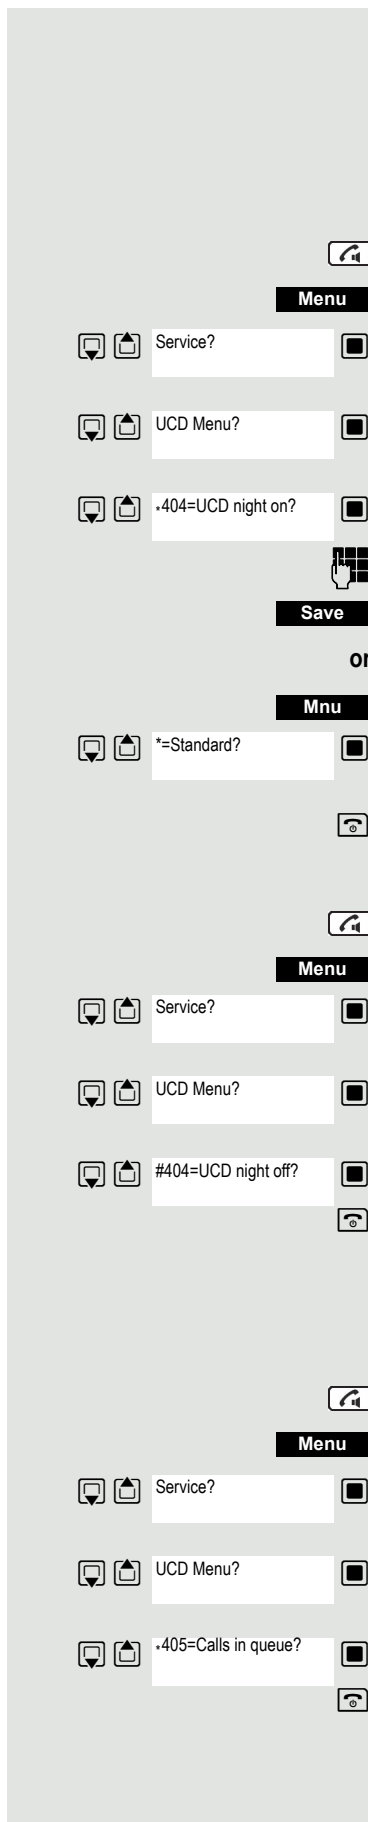 Menu
Service?
UCD Menu?
*404=UCD night on?
Save
or
Mnu
*=Standard?
Menu
Service?
UCD Menu?
#404=UCD night off?
Menu
Service?
UCD Menu?
*405=Calls in queue?